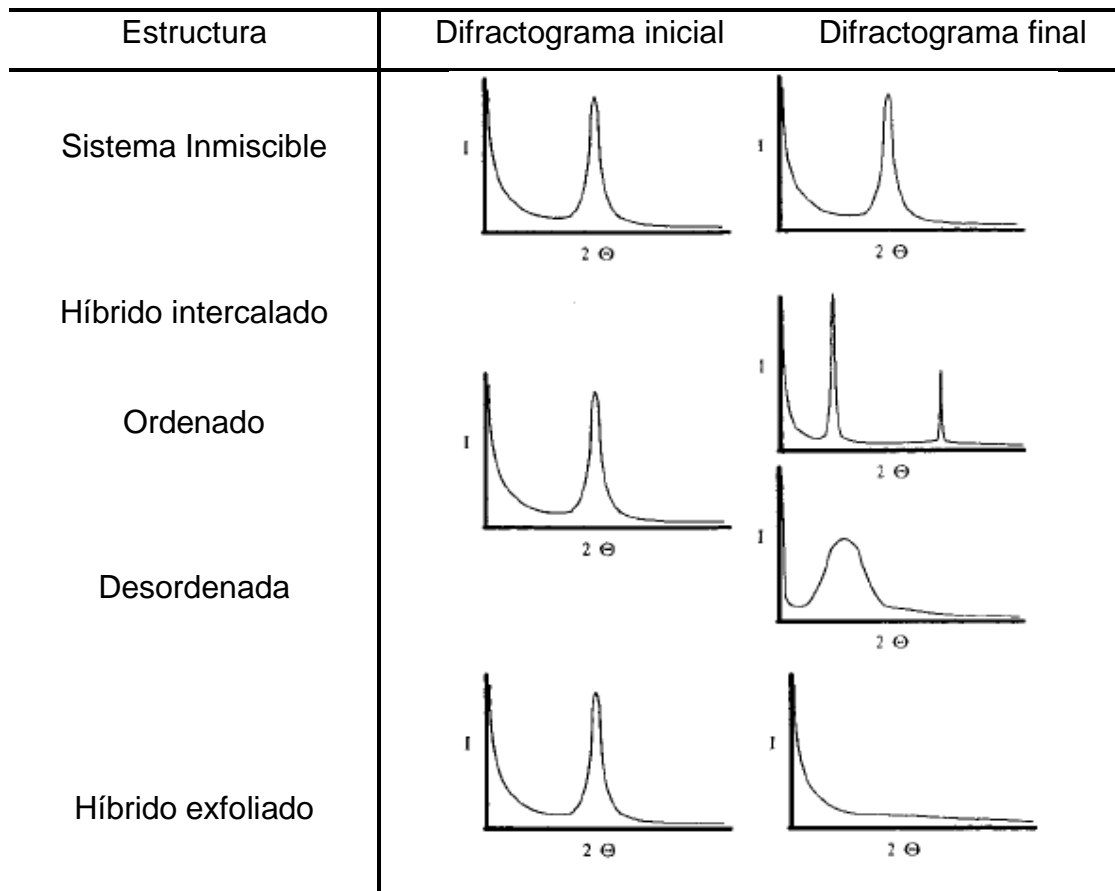 Estructura Difractograma inicial Difractograma final
Sistema Inmiscible
I
I
2 Θ
2 Θ
Híbrido intercalado
I
Ordenado
I
2 Θ
2 Θ
I
Desordenada
2 Θ
I
I
Híbrido exfoliado
2 Θ
2 Θ